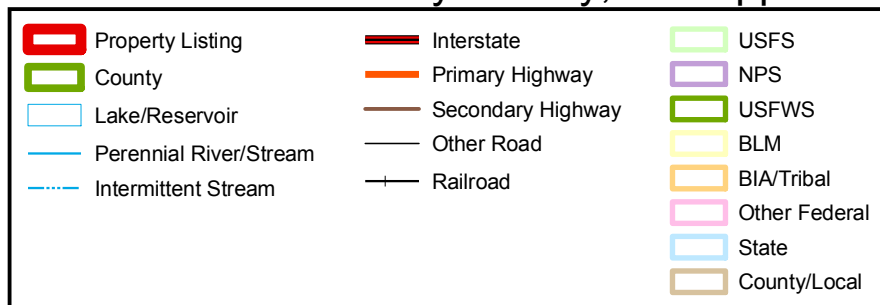 Property Listing
County
Lake/Reservoir
Perennial River/Stream
Intermittent Stream
Interstate
Primary Highway
Secondary Highway
Other Road
Railroad
USFS
NPS
USFWS
BLM
BIA/Tribal
Other Federal
State
County/Local